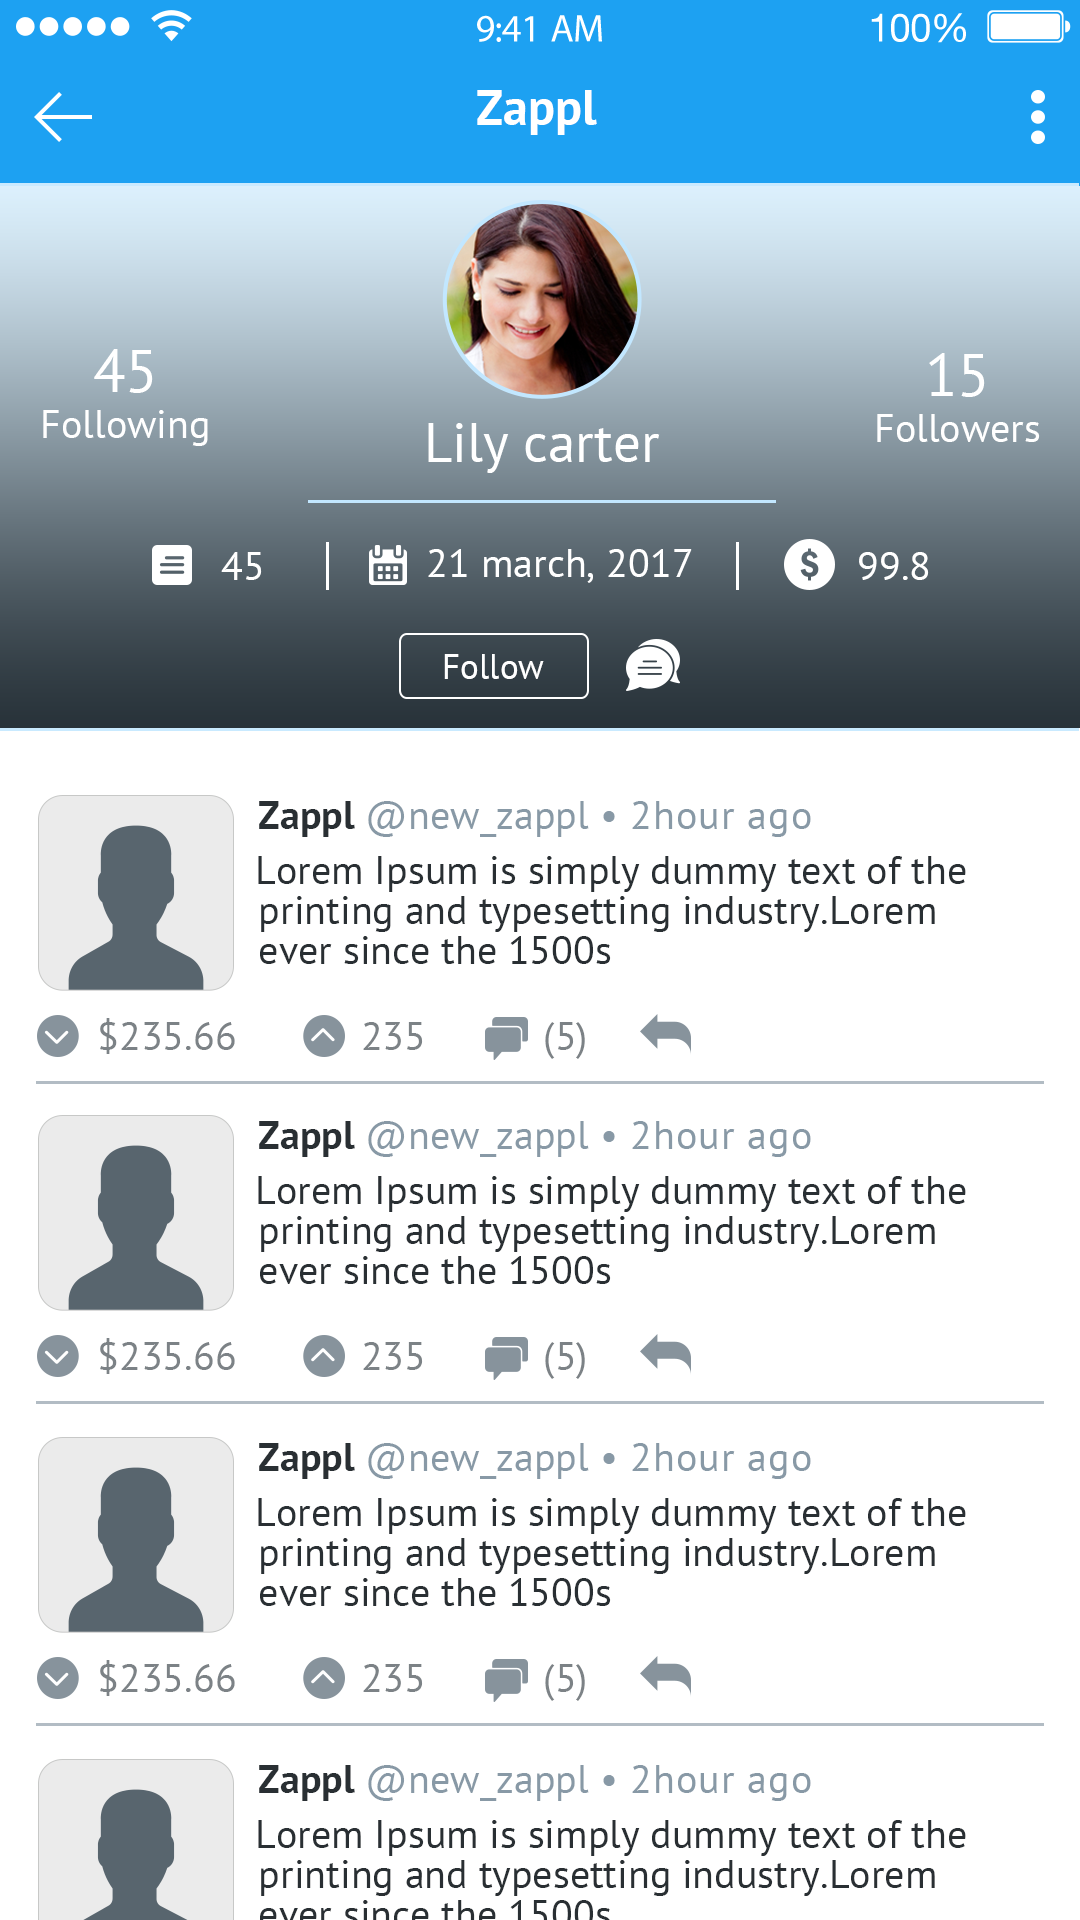 9:41 AM
100%
Zappl
45
Following
15
Followers
Lily carter
45
21 march, 2017
$ 99.8
Follow
Zappl @new_zappl • 2hour ago
Lorem Ipsum is simply dummy text of the
printing and typesetting industry.Lorem
ever since the 1500s
$235.66 235 (5)
Zappl @new_zappl • 2hour ago
Lorem Ipsum is simply dummy text of the
printing and typesetting industry.Lorem
ever since the 1500s
$235.66 235 (5)
Zappl @new_zappl • 2hour ago
Lorem Ipsum is simply dummy text of the
printing and typesetting industry.Lorem
ever since the 1500s
$235.66 235 (5)
Zappl @new_zappl • 2hour ago
Lorem Ipsum is simply dummy text of the
printing and typesetting industry.Lorem
ever since the 1500s